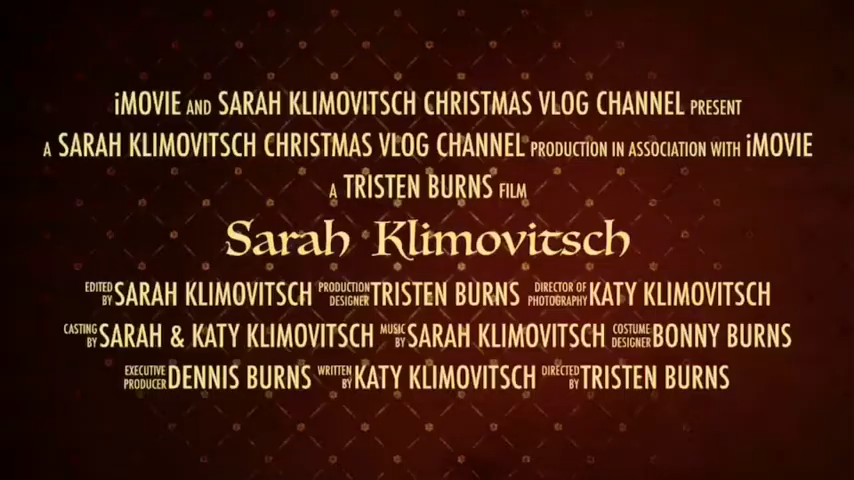 iMOVIE AND SARAH KLIMOVITSCH CHRISTMAS VLOG CHANNEL PRESENT
A SARAH KLIMOVITSCH CHRISTMAS VLOG CHANNEL PRODUCTION IN ASSOCIATION WITH iMOVIE
A TRISTEN BURNS FILM
Sarah Klimovitsch
EDITED BY SARAH KLIMOVITSCH PRODUCTION DESIGNER TRISTEN BURNS DIRECTOR OF PHOTOGRAPHY KATY KLIMOVITSCH
CASTING BY SARAH & KATY KLIMOVITSCH MUSIC BY SARAH KLIMOVITSCH COSTUME DESIGNER BONNY BURNS
EXECUTIVE PRODUCER DENNIS BURNS WRITTEN BY KATY KLIMOVITSCH DIRECTED BY TRISTEN BURNS